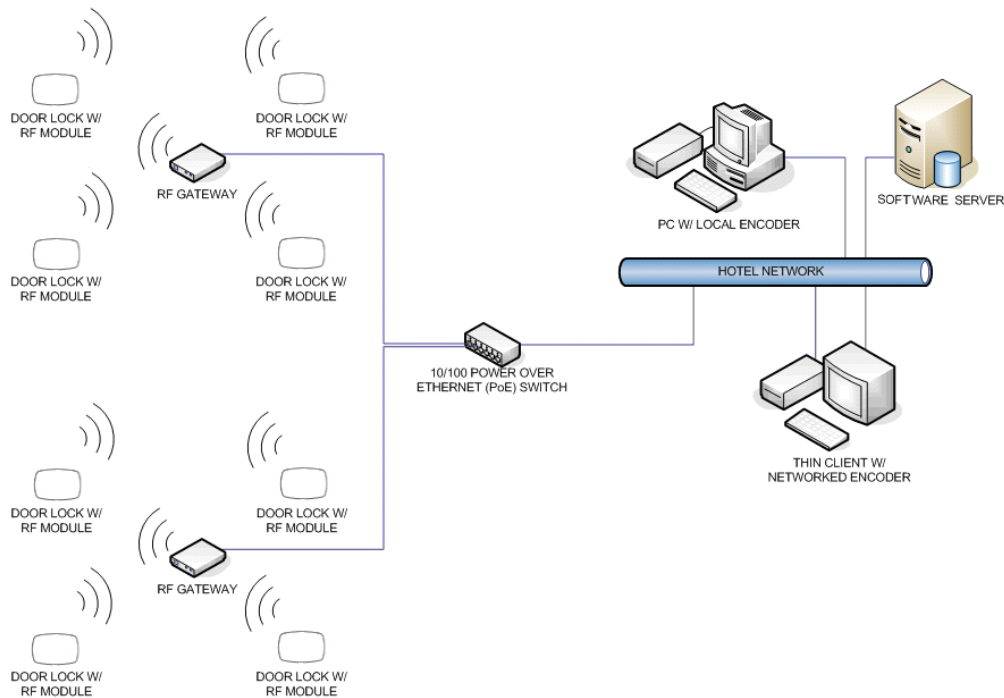 DOOR LOCK W/
RF MODULE
DOOR LOCK W/
RF MODULE
RF GATEWAY
DOOR LOCK W/
RF MODULE
DOOR LOCK W/
RF MODULE
PC W/ LOCAL ENCODER
SOFTWARE SERVER
HOTEL NETWORK
10/100 POWER OVER
ETHERNET (PoE) SWITCH
THIN CLIENT W/
NETWORKED ENCODER
DOOR LOCK W/
RF MODULE
DOOR LOCK W/
RF MODULE
RF GATEWAY
DOOR LOCK W/
RF MODULE
DOOR LOCK W/
RF MODULE